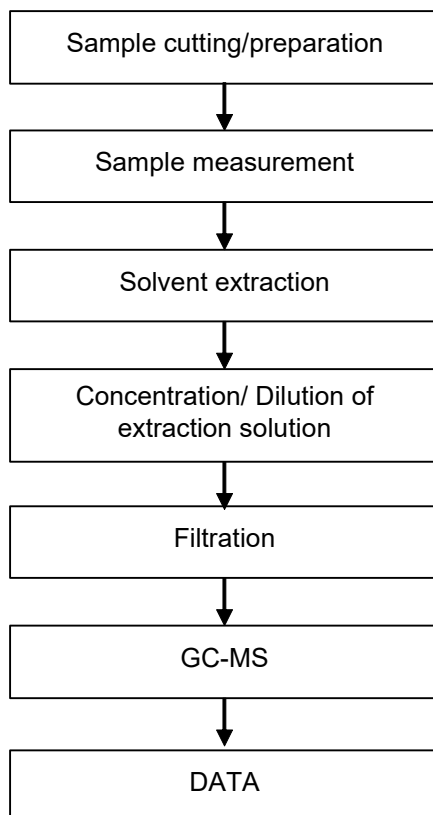 Sample cutting/preparation
Sample measurement
Solvent extraction
Concentration/ Dilution of
extraction solution
Filtration
GC-MS
DATA